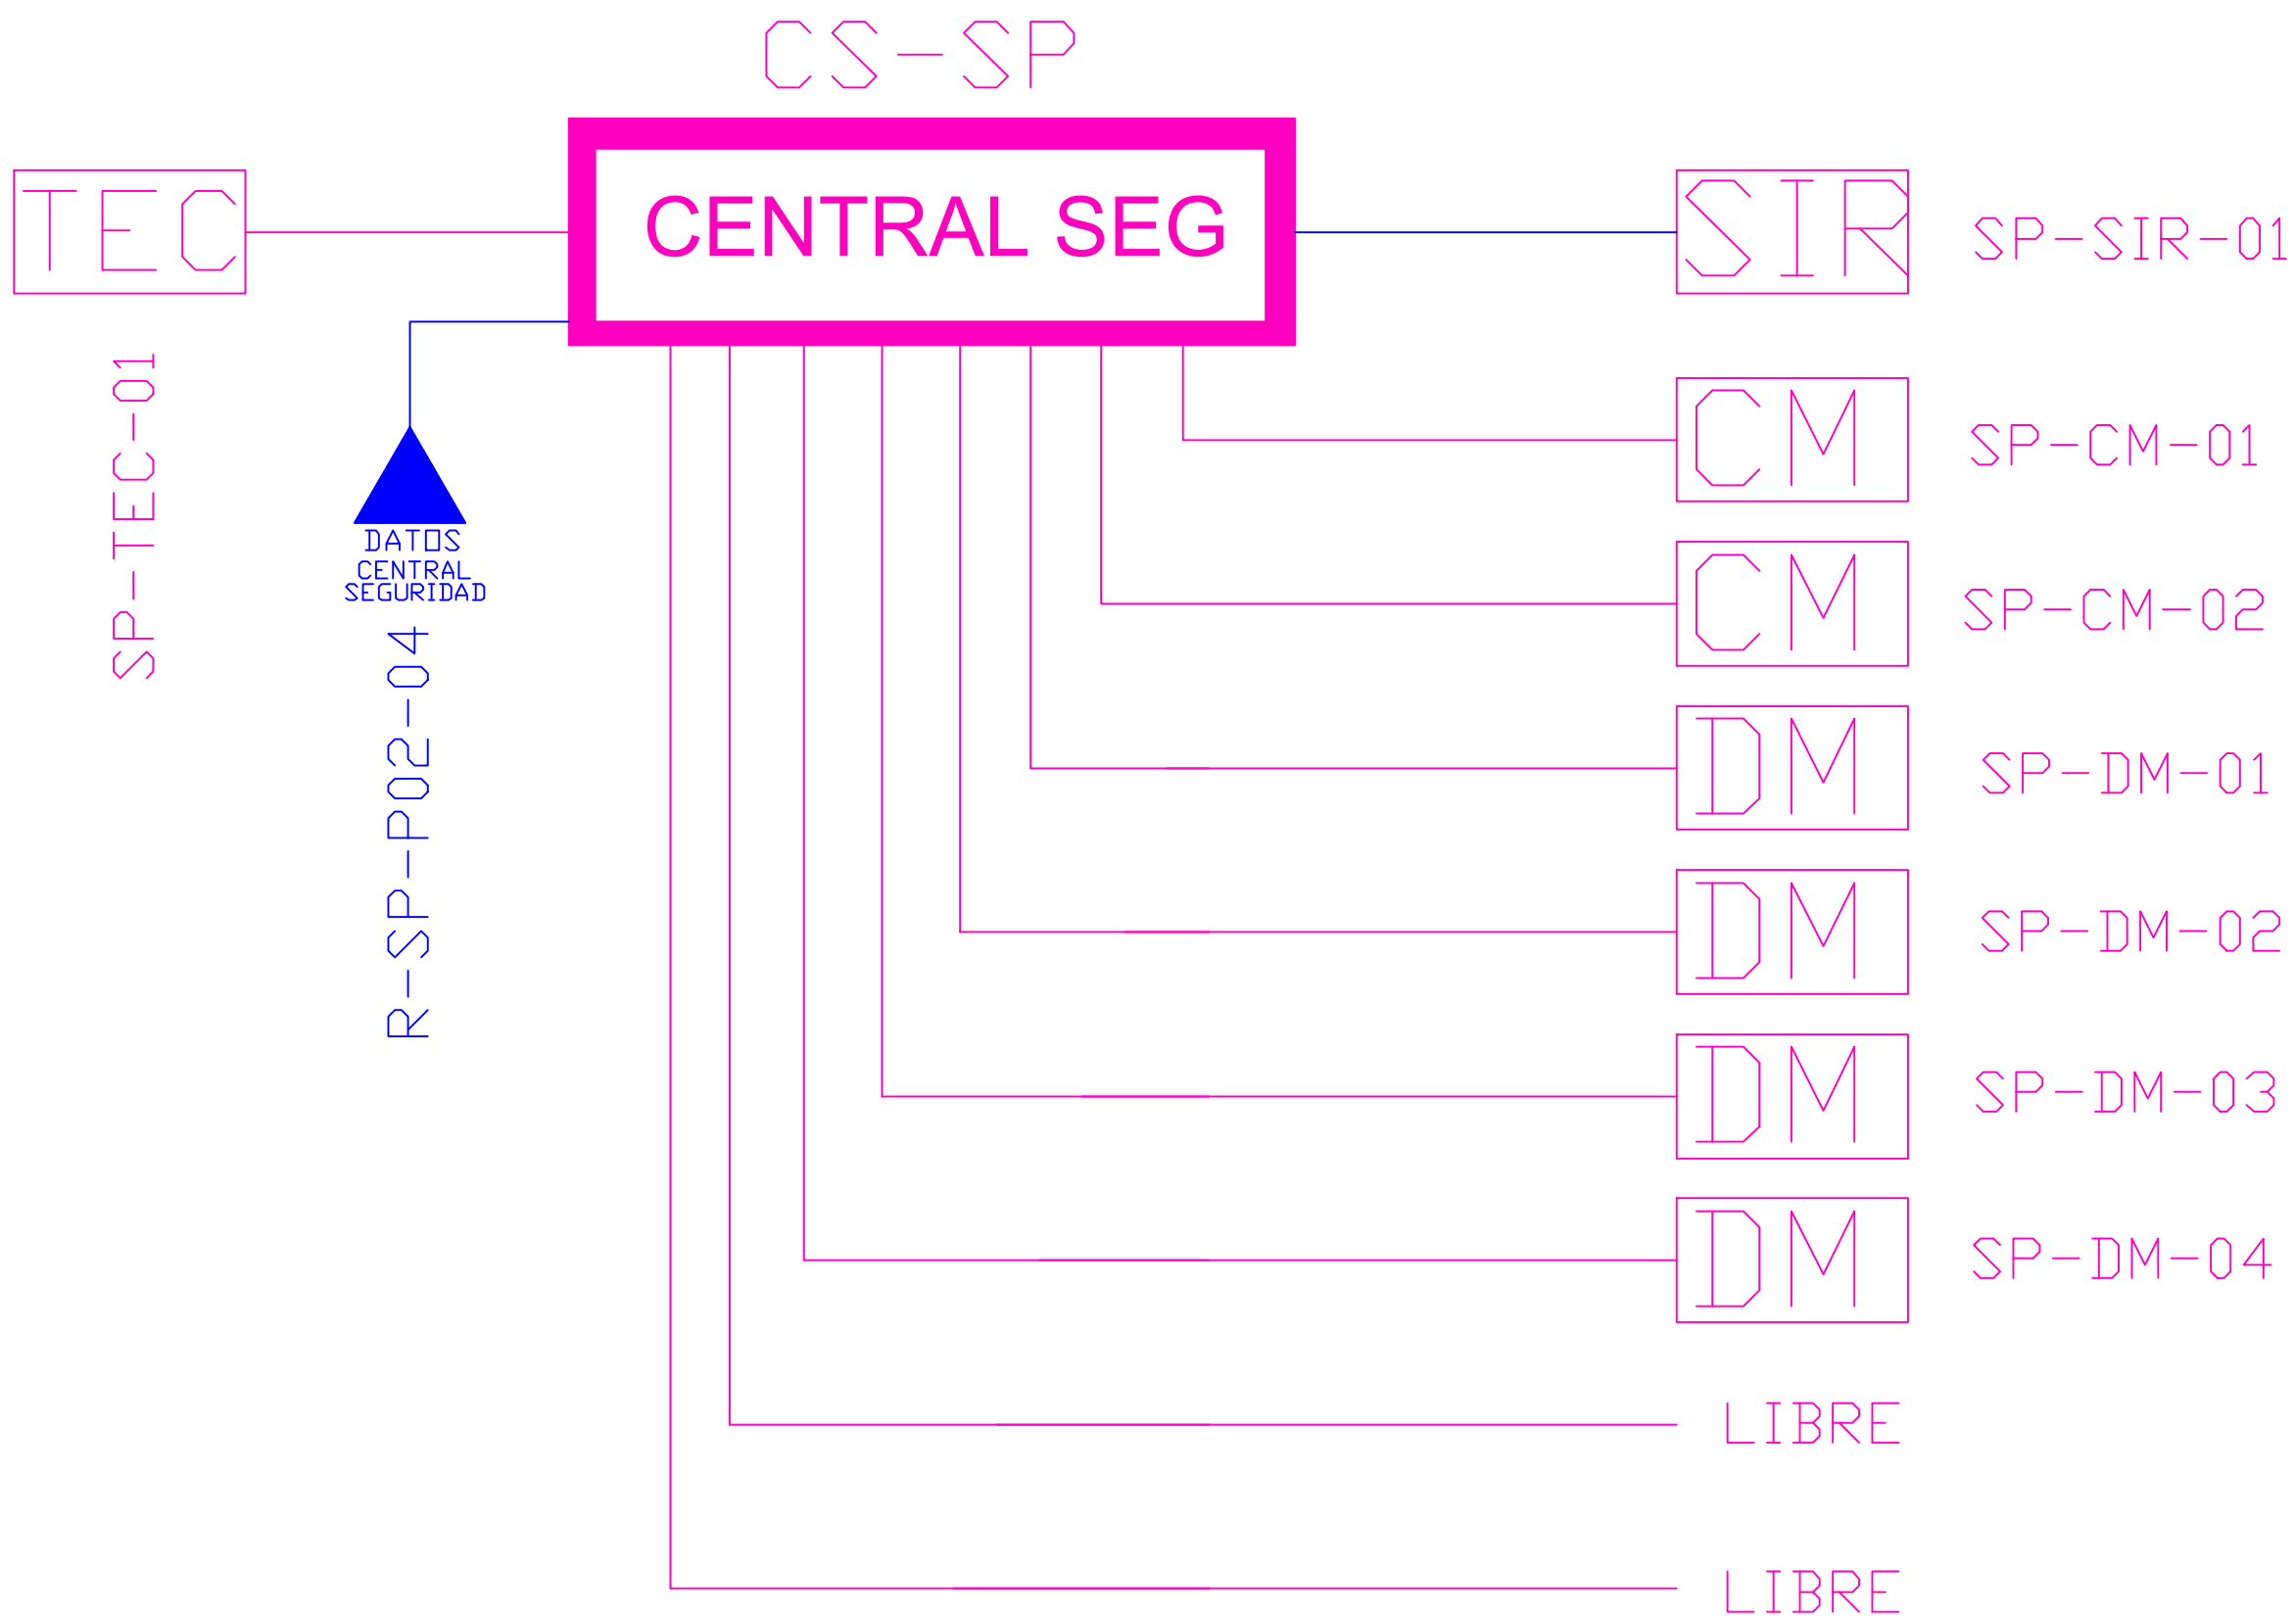 CS-SP
TEC
CENTRAL SEG
SIR
SP-SIR-01
SP-TEC-01
CM
SP-CM-01
DATOS
CENTRAL
SEGURIDAD
R-SP-P02-04
CM
SP-CM-02
DM
SP-DM-01
DM
SP-DM-02
DM
SP-DM-03
DM
SP-DM-04
LIBRE
LIBRE